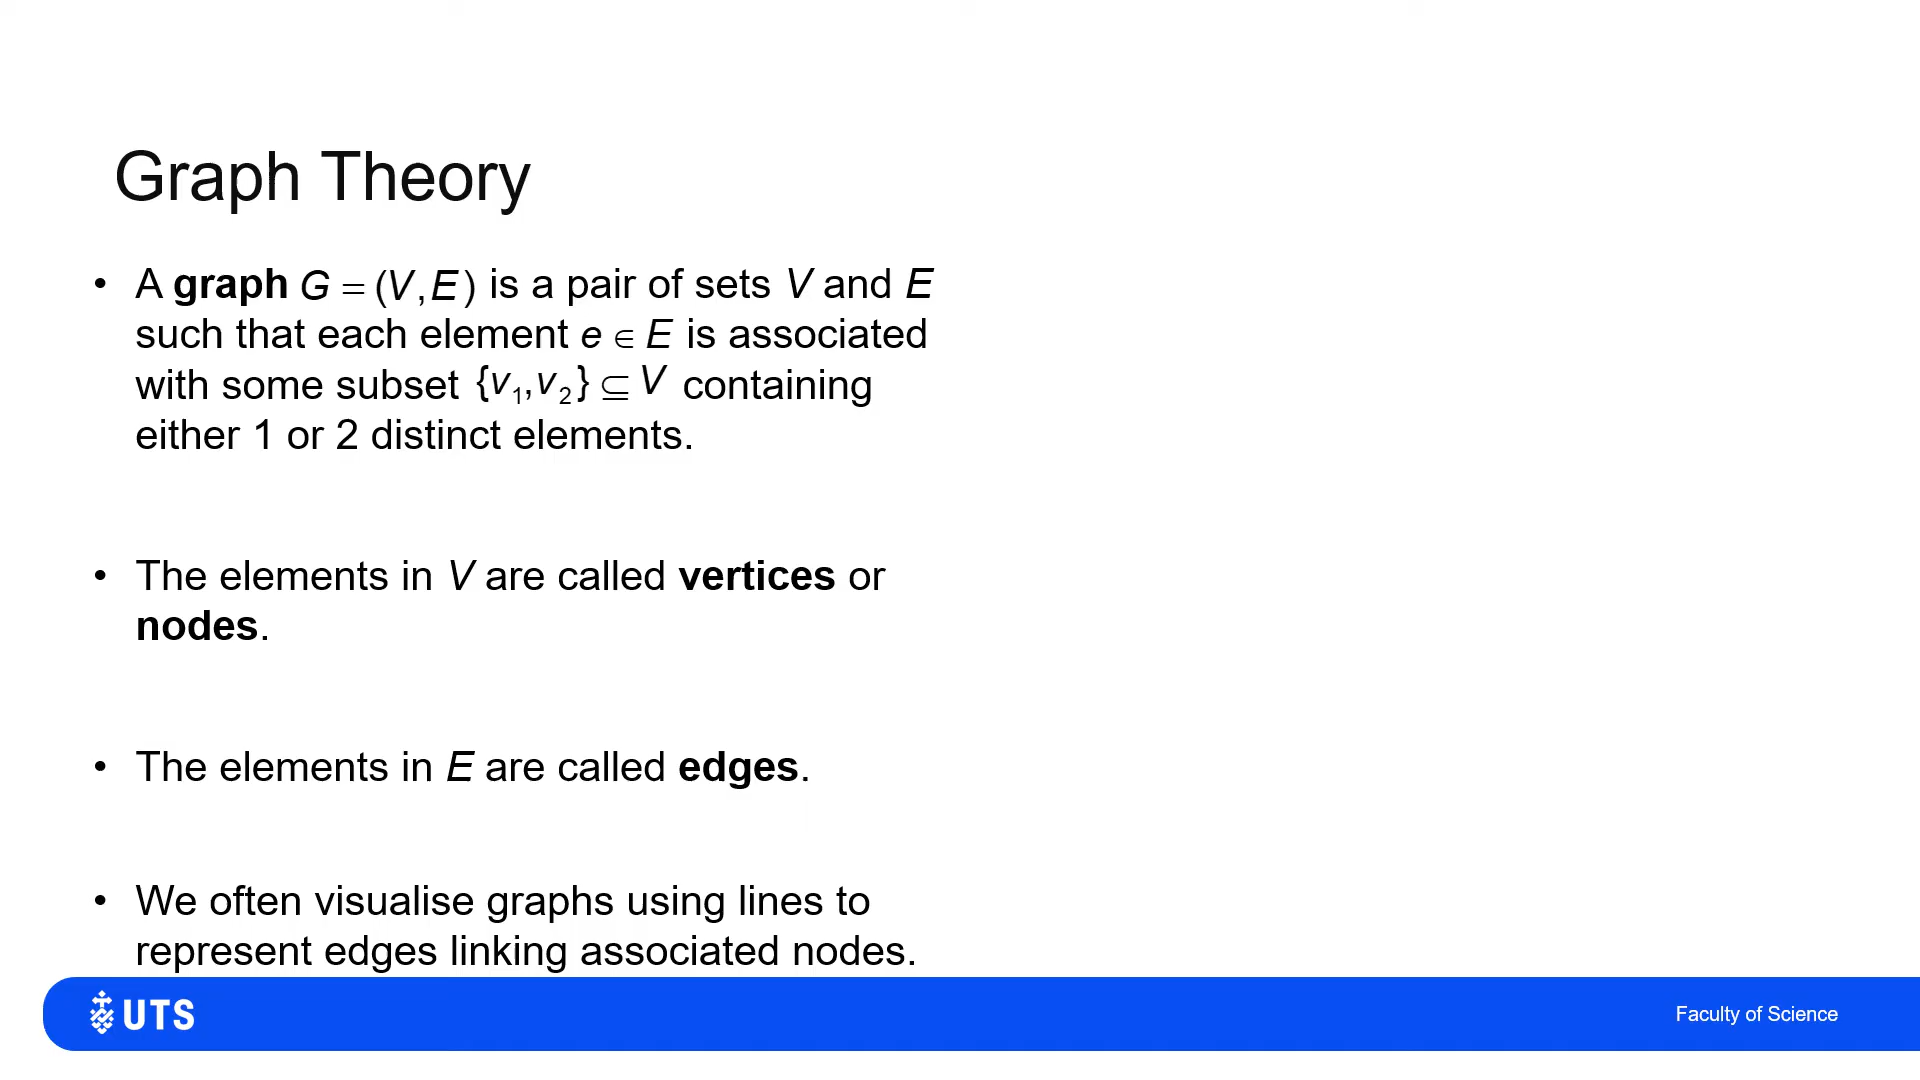 Graph Theory
• A graph G = (V,E) is a pair of sets V and E
such that each element e ∈ E is associated
with some subset {v₁,v₂} ⊆ V containing
either 1 or 2 distinct elements.
• The elements in V are called vertices or
nodes.
• The elements in E are called edges.
• We often visualise graphs using lines to
represent edges linking associated nodes.
UTS
Faculty of Science